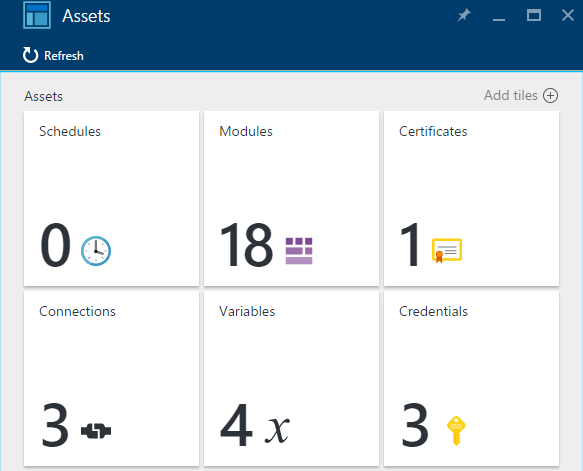 Assets
Refresh
Assets
Add tiles
Schedules
Modules
Certificates
0
18
1
Connections
Variables
Credentials
3
4 x
3